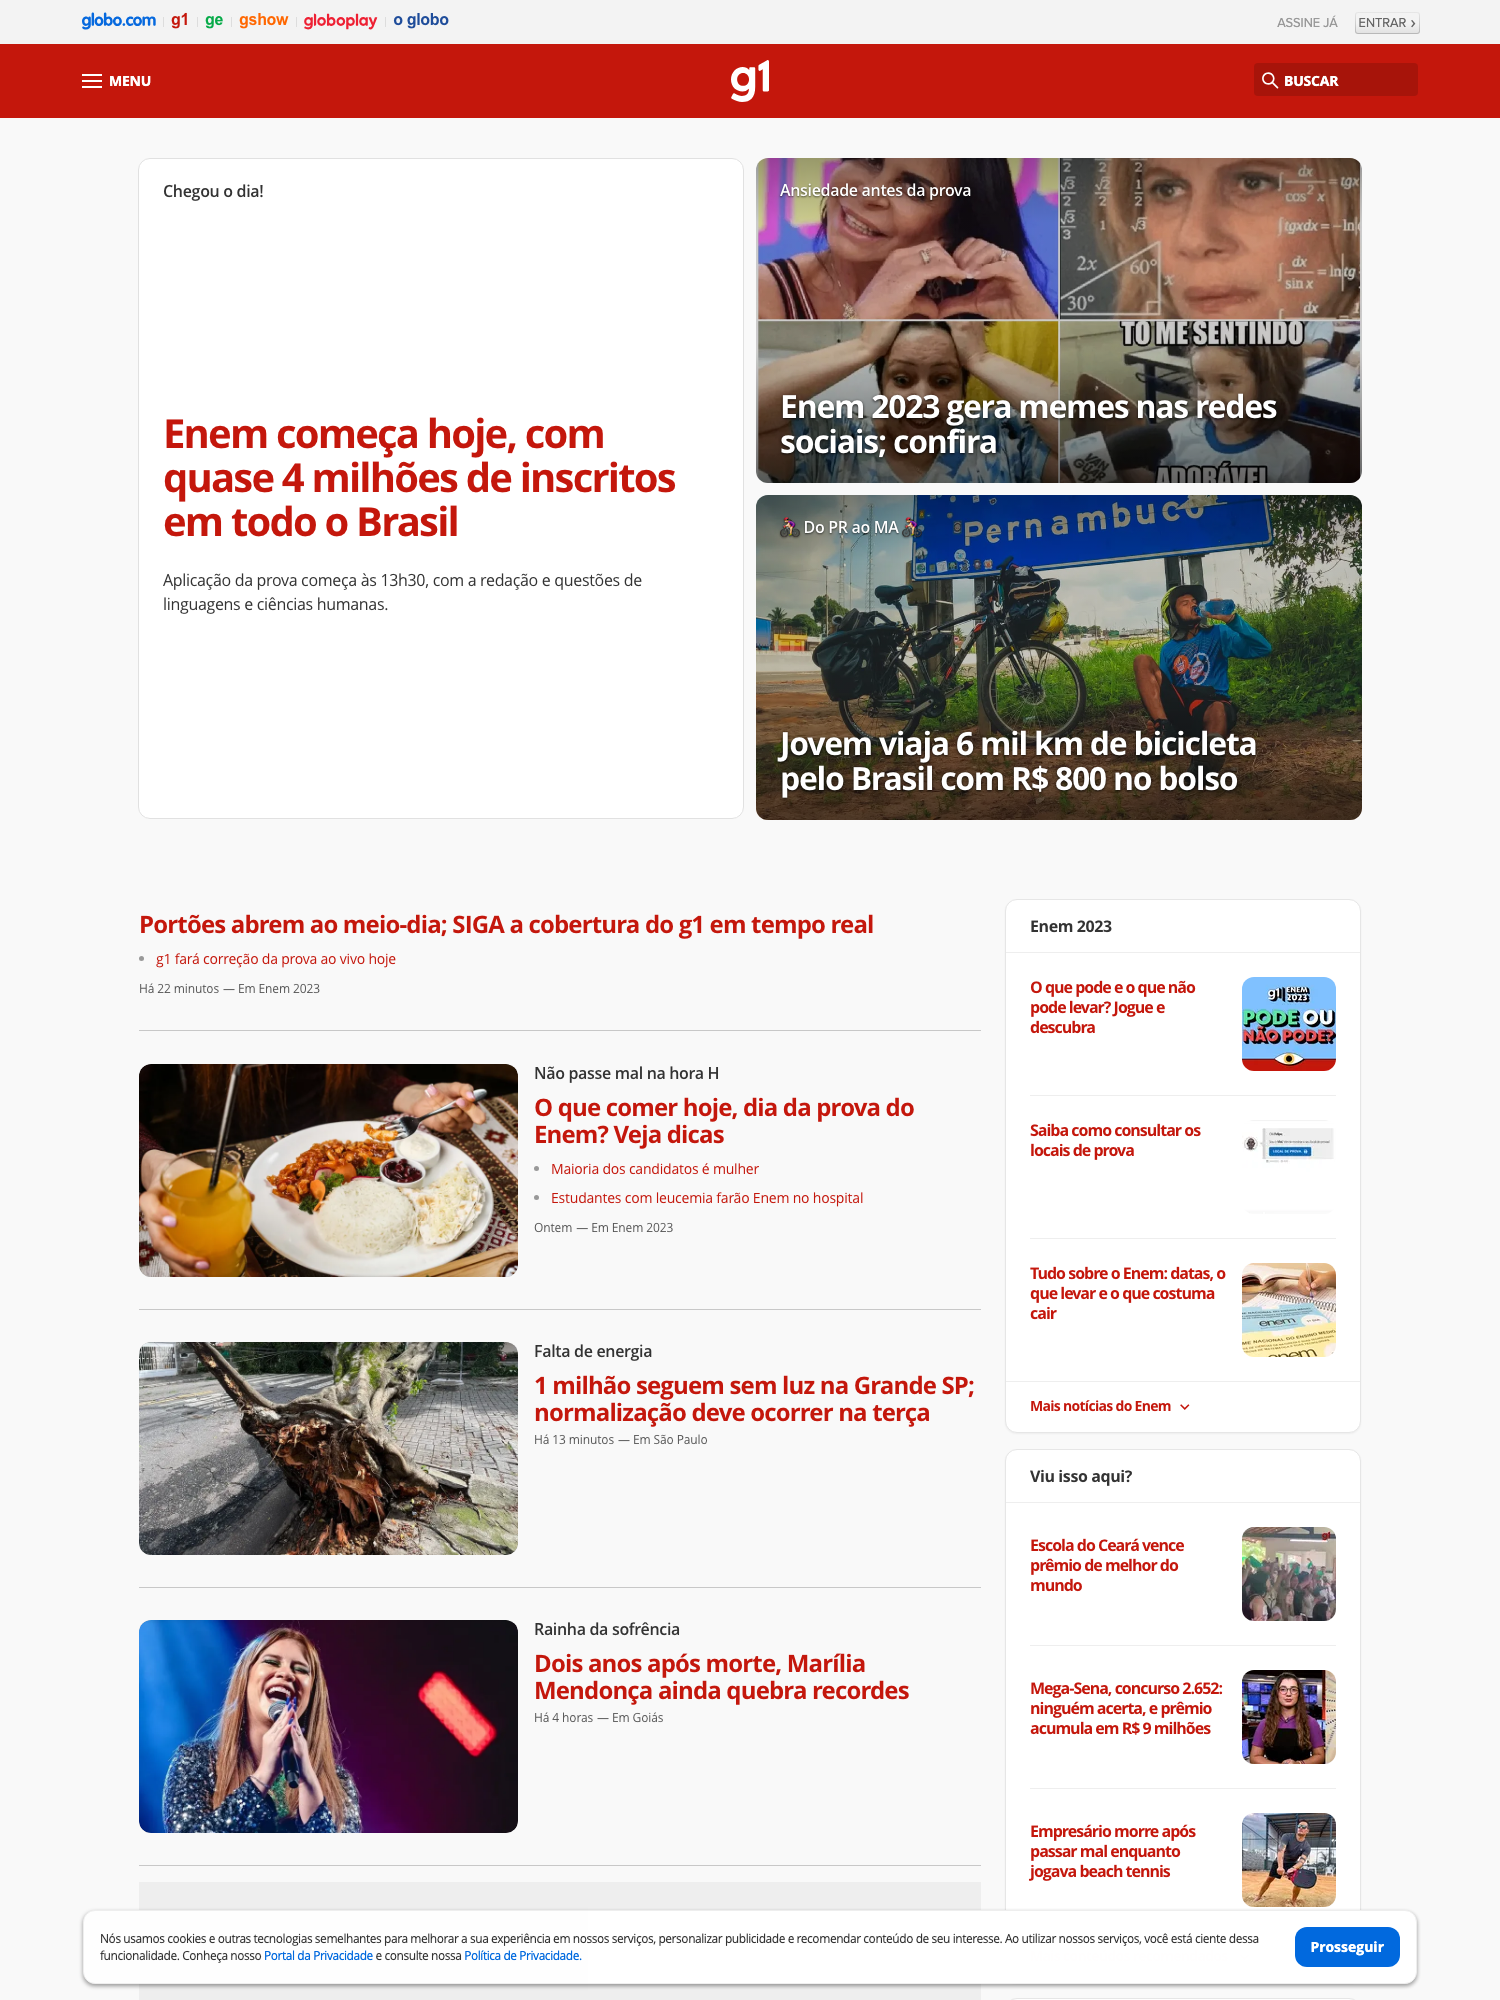 globo.com g1 ge gshow globoplay o globo
ASSINE JÁ ENTRAR ›
MENU
g1
BUSCAR
Chegou o dia!
Enem começa hoje, com
quase 4 milhões de inscritos
em todo o Brasil
Aplicação da prova começa às 13h30, com a redação e questões de
linguagens e ciências humanas.
Ansiedade antes da prova
2x
60°
30°
TO ME SENTINDO
ADORÁVEL
Enem 2023 gera memes nas redes
sociais; confira
Do PR ao MA
Pernambuco
Jovem viaja 6 mil km de bicicleta
pelo Brasil com R$ 800 no bolso
Portões abrem ao meio-dia; SIGA a cobertura do g1 em tempo real
g1 fará correção da prova ao vivo hoje
Há 22 minutos — Em Enem 2023
Não passe mal na hora H
O que comer hoje, dia da prova do
Enem? Veja dicas
Maioria dos candidatos é mulher
Estudantes com leucemia farão Enem no hospital
Ontem — Em Enem 2023
Falta de energia
1 milhão seguem sem luz na Grande SP;
normalização deve ocorrer na terça
Há 13 minutos — Em São Paulo
Rainha da sofrência
Dois anos após morte, Marília
Mendonça ainda quebra recordes
Há 4 horas — Em Goiás
Enem 2023
O que pode e o que não
pode levar? Jogue e
descubra
g1 ENEM
2023
PODE OU
NÃO PODE?
Saiba como consultar os
locais de prova
LOCAL DE PROVA
Tudo sobre o Enem: datas, o
que levar e o que costuma
cair
enem
enem
Mais notícias do Enem
Viu isso aqui?
Escola do Ceará vence
prêmio de melhor do
mundo
g1
Mega-Sena, concurso 2.652:
ninguém acerta, e prêmio
acumula em R$ 9 milhões
Empresário morre após
passar mal enquanto
jogava beach tennis
Nós usamos cookies e outras tecnologias semelhantes para melhorar a sua experiência em nossos serviços, personalizar publicidade e recomendar conteúdo de seu interesse. Ao utilizar nossos serviços, você está ciente dessa
funcionalidade. Conheça nosso Portal da Privacidade e consulte nossa Política de Privacidade.
Prosseguir